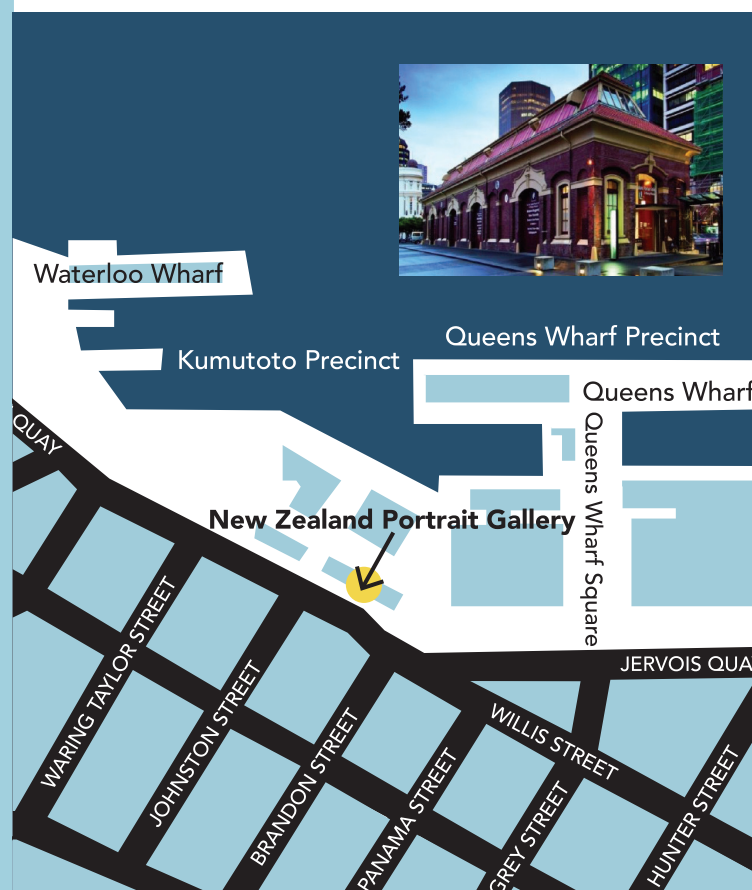 Waterloo Wharf
Queens Wharf Precinct
Kumutoto Precinct
Queens Wharf
Queens Wharf Square
QUAY
New Zealand Portrait Gallery
JERVOIS QUA
WARING TAYLOR STREET
JOHNSTON STREET
BRANDON STREET
PANAMA STREET
WILLIS STREET
GREY STREET
HUNTER STREET